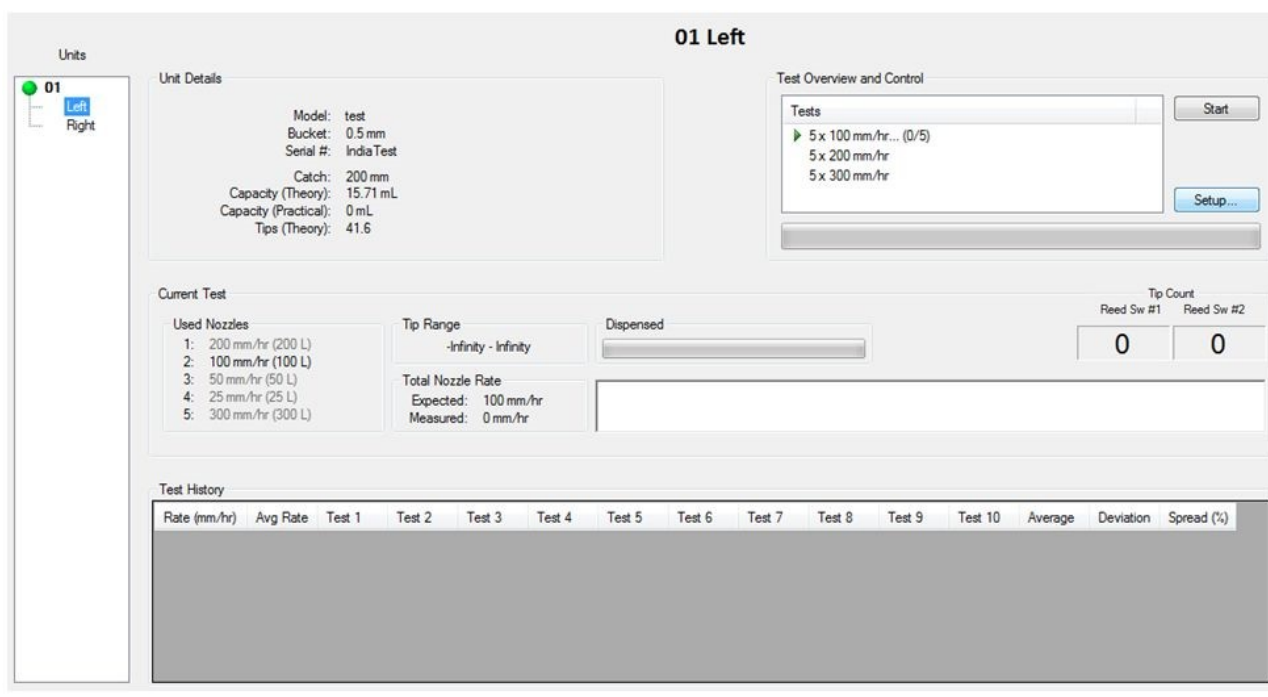 01 Left
Units
01
Left
Right
Unit Details
Model: test
Bucket: 0.5 mm
Serial #: IndiaTest
Catch: 200 mm
Capacity (Theory): 15.71 mL
Capacity (Practical): 0 mL
Tips (Theory): 41.6
Test Overview and Control
Tests
5 x 100 mm/hr... (0/5)
5 x 200 mm/hr
5 x 300 mm/hr
Start
Setup...
Current Test
Used Nozzles
1: 200 mm/hr (200 L)
2: 100 mm/hr (100 L)
3: 50 mm/hr (50 L)
4: 25 mm/hr (25 L)
5: 300 mm/hr (300 L)
Tip Range
-Infinity - Infinity
Total Nozzle Rate
Expected: 100 mm/hr
Measured: 0 mm/hr
Dispensed
Tip Count
Reed Sw #1 Reed Sw #2
0 0
Test History
Rate (mm/hr) Avg Rate Test 1 Test 2 Test 3 Test 4 Test 5 Test 6 Test 7 Test 8 Test 9 Test 10 Average Deviation Spread (%)